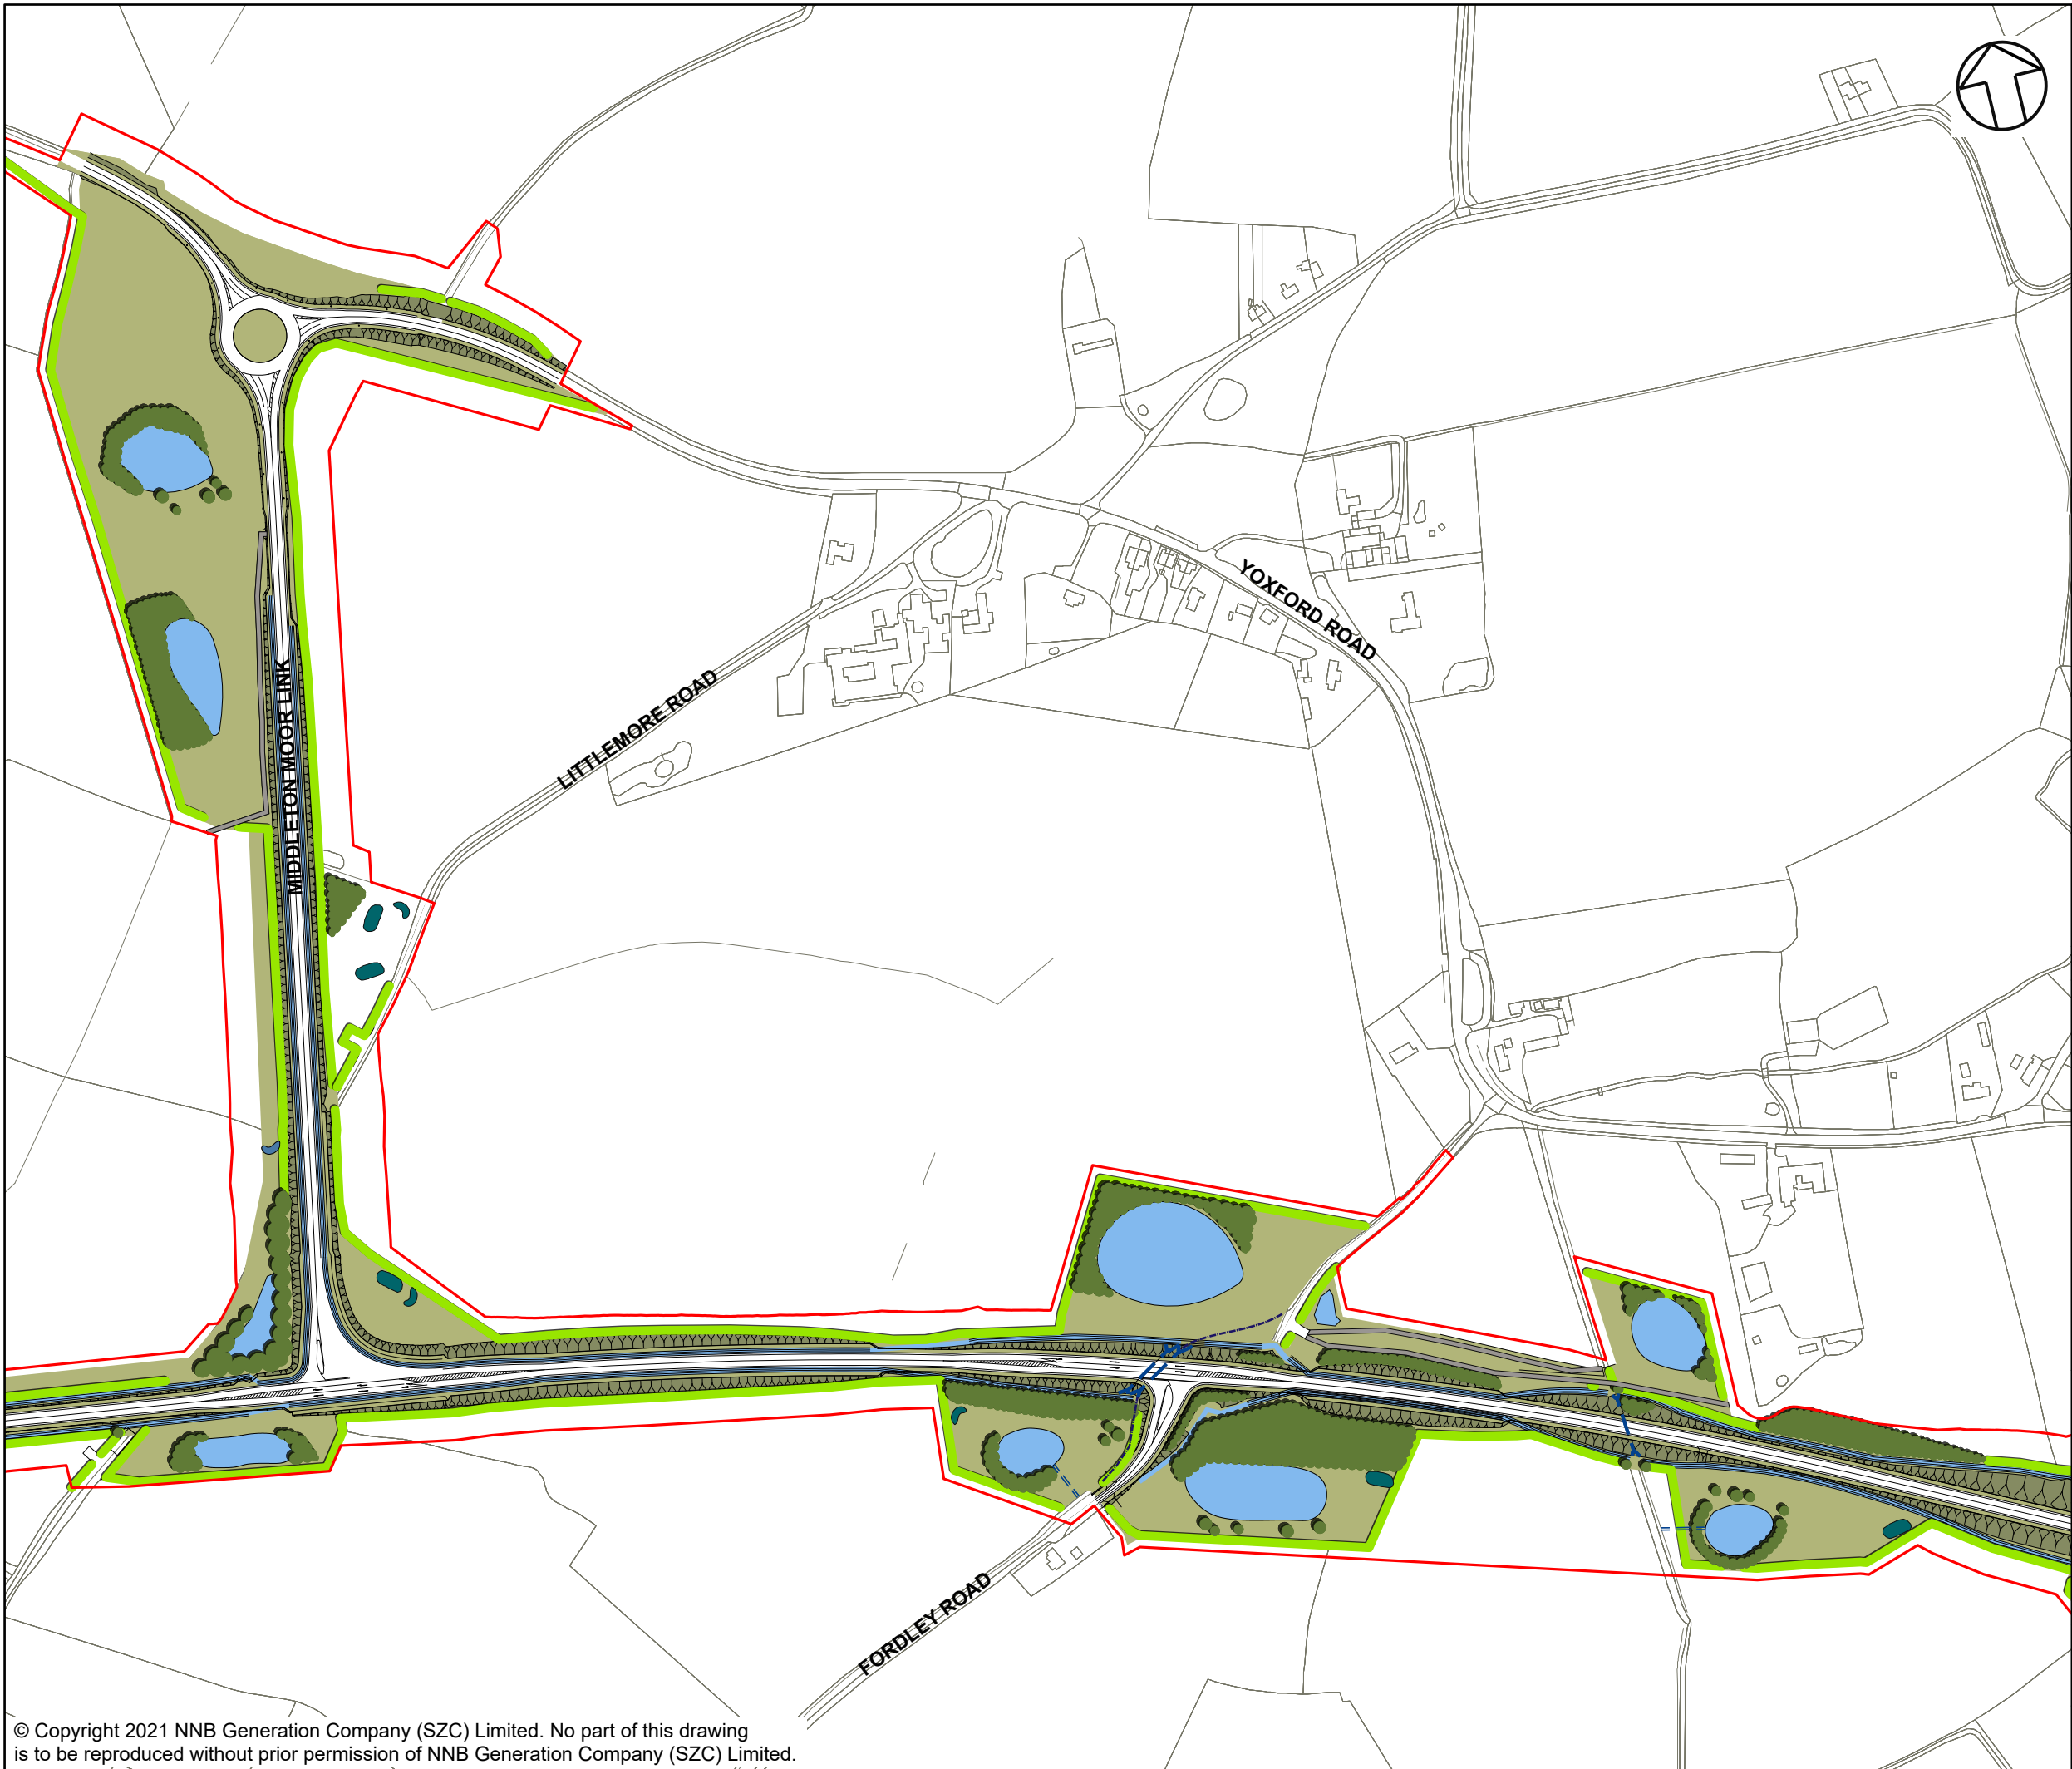 YOXFORD ROAD
LITTLEMORE ROAD
MIDDLETON MOOR LINK
FORDLEY ROAD
© Copyright 2021 NNB Generation Company (SZC) Limited. No part of this drawing
is to be reproduced without prior permission of NNB Generation Company (SZC) Limited.